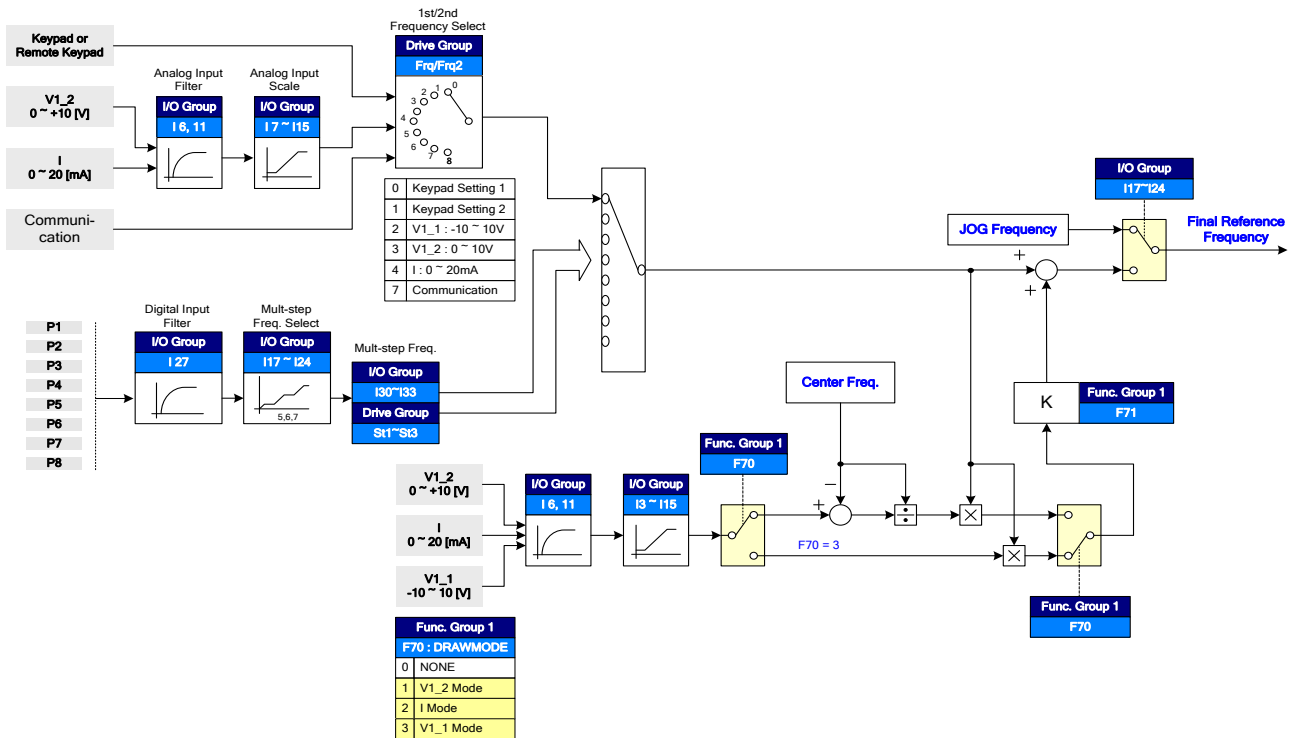 1st/2nd
Frequency Select
Drive Group
Frq/Frq2
0
1
2
3
4
5
6
7
8
Keypad or
Remote Keypad
Analog Input
Filter
I/O Group
I 6, 11
Analog Input
Scale
I/O Group
I 7 ~ I15
V1_2
0 ~ +10 [V]
I
0 ~ 20 [mA]
Communi-
cation
0 Keypad Setting 1
1 Keypad Setting 2
2 V1_1 : -10 ~ 10V
3 V1_2 : 0 ~ 10V
4 I : 0 ~ 20mA
7 Communication
I/O Group
I17~I24
JOG Frequency
Final Reference
Frequency
+
+
P1
P2
P3
P4
P5
P6
P7
P8
Digital Input
Filter
I/O Group
I 27
Mult-step
Freq. Select
I/O Group
I17 ~ I24
5,6,7
Mult-step Freq.
I/O Group
I30~I33
Drive Group
St1~St3
Center Freq.
K
Func. Group 1
F71
V1_2
0 ~ +10 [V]
I
0 ~ 20 [mA]
V1_1
-10 ~ 10 [V]
I/O Group
I 6, 11
I/O Group
I3 ~ I15
Func. Group 1
F70
−
+
÷
×
×
F70 = 3
Func. Group 1
F70
Func. Group 1
F70 : DRAWMODE
0 NONE
1 V1_2 Mode
2 I Mode
3 V1_1 Mode